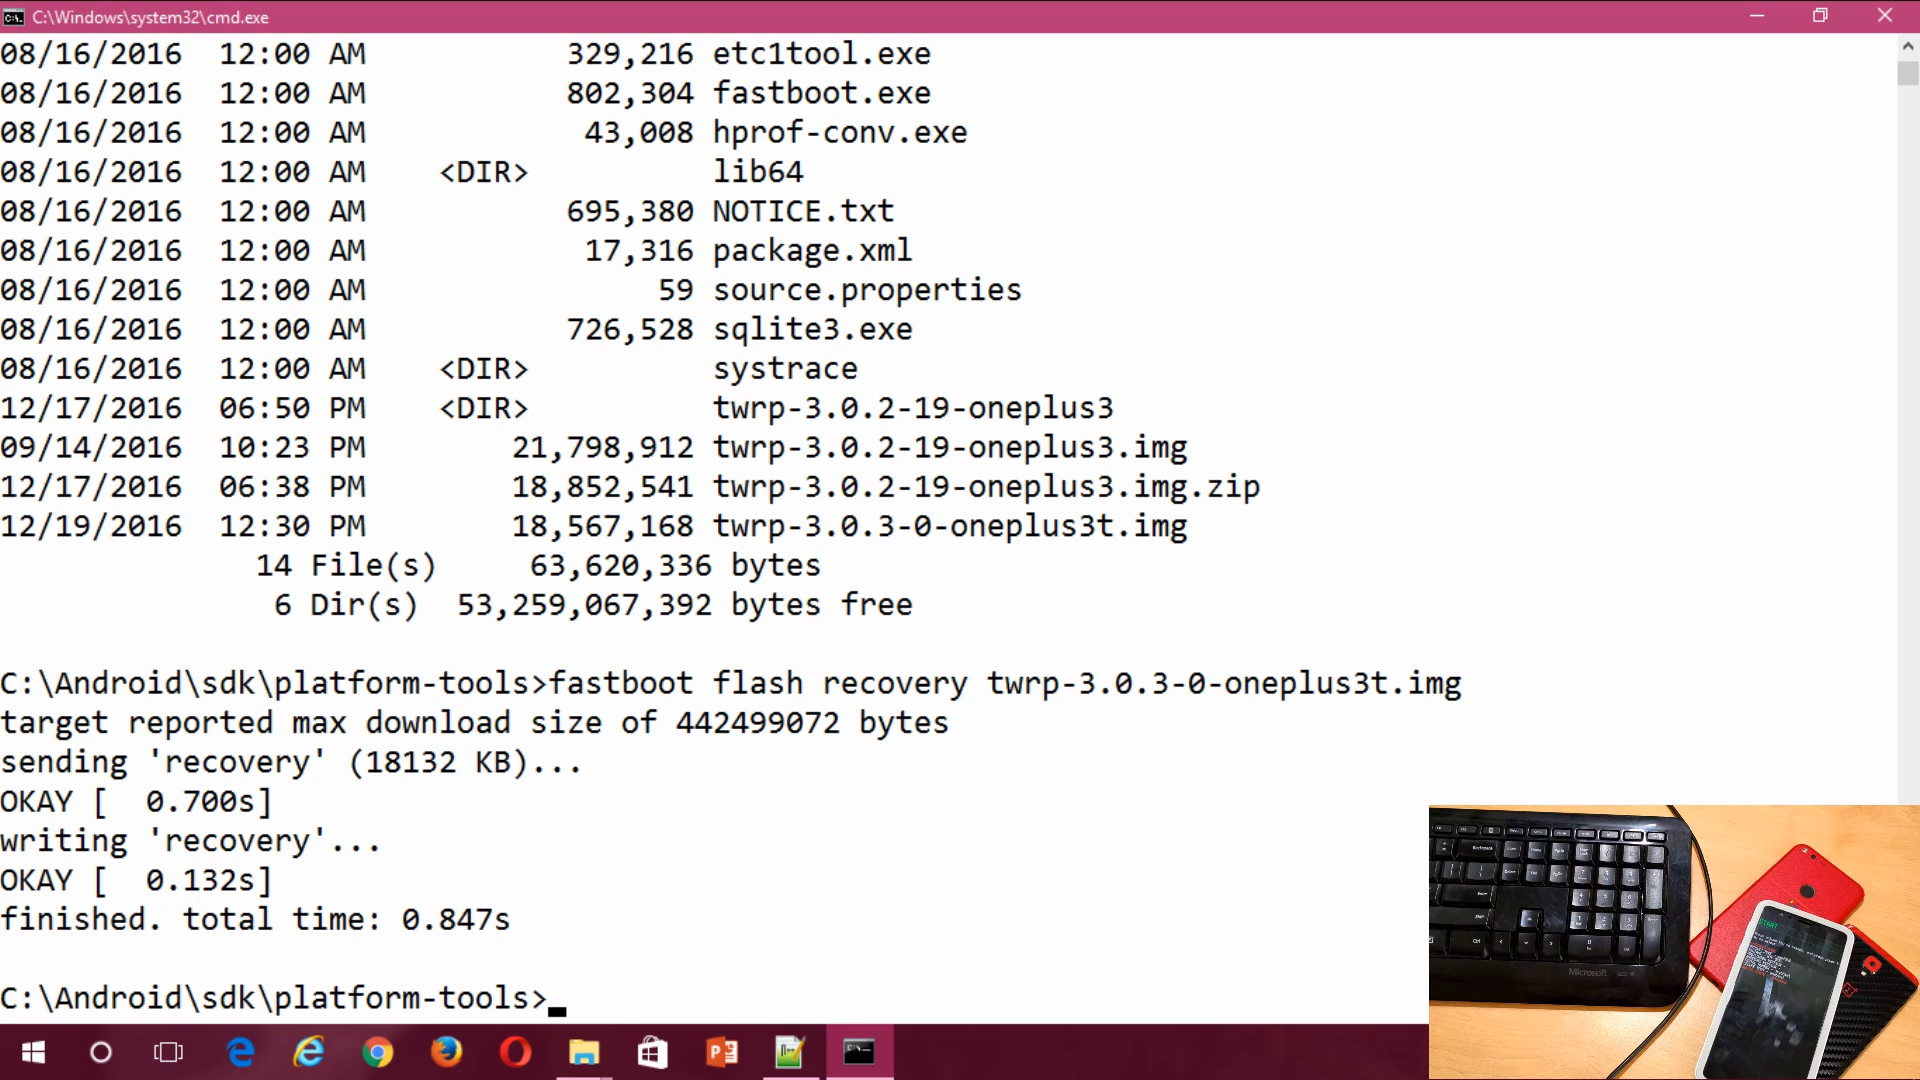 C:\Windows\system32\cmd.exe
08/16/2016  12:00 AM           329,216 etc1tool.exe
08/16/2016  12:00 AM           802,304 fastboot.exe
08/16/2016  12:00 AM            43,008 hprof-conv.exe
08/16/2016  12:00 AM    <DIR>          lib64
08/16/2016  12:00 AM           695,380 NOTICE.txt
08/16/2016  12:00 AM            17,316 package.xml
08/16/2016  12:00 AM                59 source.properties
08/16/2016  12:00 AM           726,528 sqlite3.exe
08/16/2016  12:00 AM    <DIR>          systrace
12/17/2016  06:50 PM    <DIR>          twrp-3.0.2-19-oneplus3
09/14/2016  10:23 PM        21,798,912 twrp-3.0.2-19-oneplus3.img
12/17/2016  06:38 PM        18,852,541 twrp-3.0.2-19-oneplus3.img.zip
12/19/2016  12:30 PM        18,567,168 twrp-3.0.3-0-oneplus3t.img
14 File(s)     63,620,336 bytes
6 Dir(s)  53,259,067,392 bytes free
C:\Android\sdk\platform-tools>fastboot flash recovery twrp-3.0.3-0-oneplus3t.img
target reported max download size of 442499072 bytes
sending 'recovery' (18132 KB)...
OKAY [  0.700s]
writing 'recovery'...
OKAY [  0.132s]
finished. total time: 0.847s
C:\Android\sdk\platform-tools>
Microsoft
START